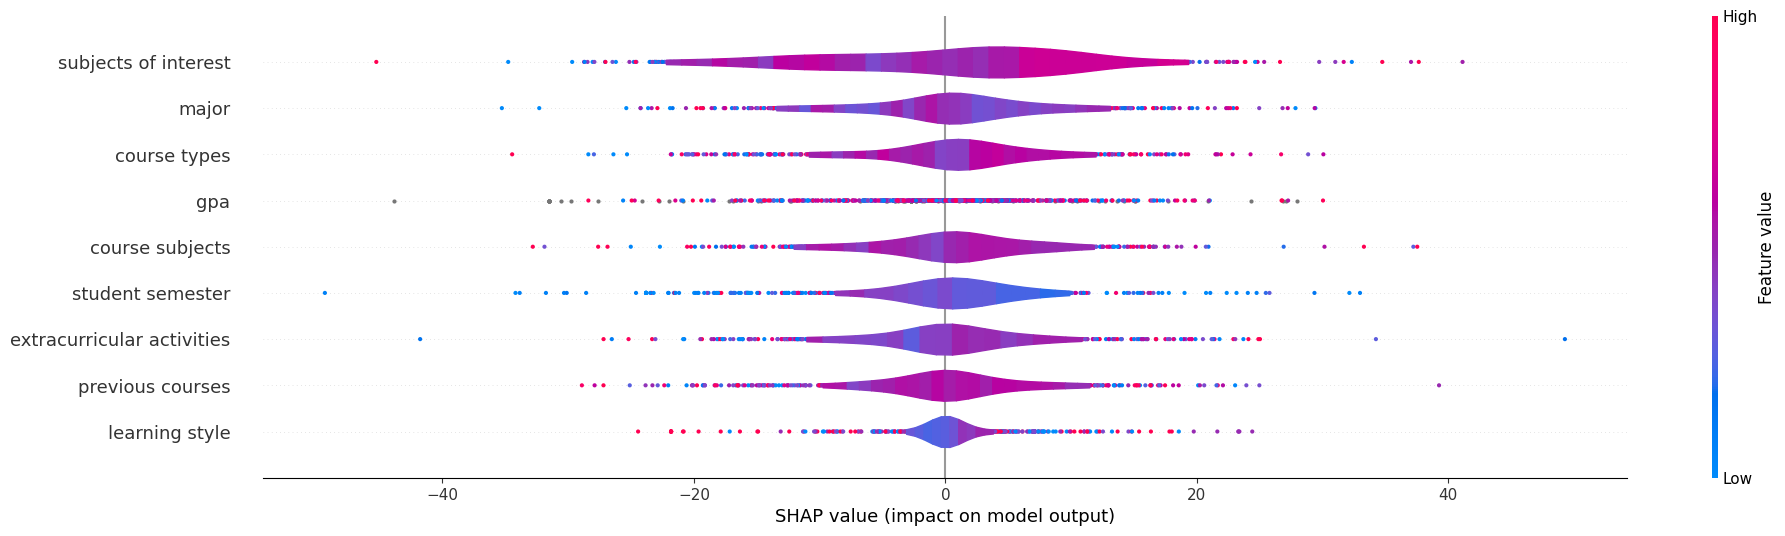 High
subjects of interest
major
course types
gpa
course subjects
student semester
extracurricular activities
previous courses
learning style
Feature value
Low
−40
−20
0
20
40
SHAP value (impact on model output)